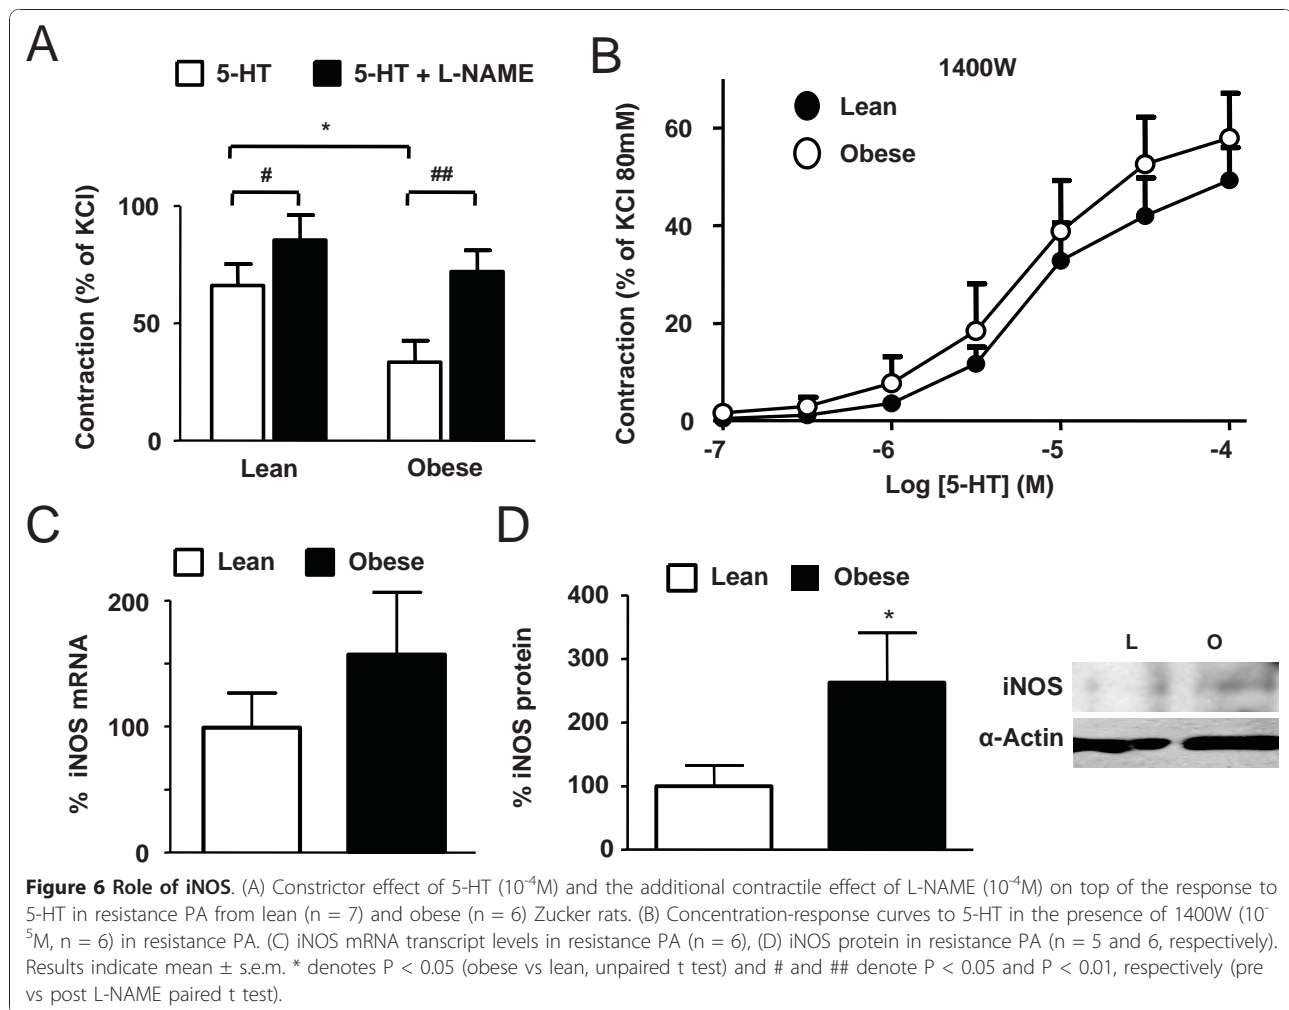 A
5-HT
5-HT + L-NAME
*
#
##
Contraction (% of KCl)
100
50
0
Lean
Obese
B
1400W
Lean
Obese
Contraction (% of KCl 80mM)
60
40
20
0
-7
-6
-5
-4
Log [5-HT] (M)
C
Lean
Obese
% iNOS mRNA
200
100
0
D
Lean
Obese
% iNOS protein
400
300
200
100
0
*
L
O
iNOS
α-Actin
Figure 6 Role of iNOS. (A) Constrictor effect of 5-HT (10⁻⁴M) and the additional contractile effect of L-NAME (10⁻⁴M) on top of the response to
5-HT in resistance PA from lean (n = 7) and obese (n = 6) Zucker rats. (B) Concentration-response curves to 5-HT in the presence of 1400W (10⁻
⁵M, n = 6) in resistance PA. (C) iNOS mRNA transcript levels in resistance PA (n = 6), (D) iNOS protein in resistance PA (n = 5 and 6, respectively).
Results indicate mean ± s.e.m. * denotes P < 0.05 (obese vs lean, unpaired t test) and # and ## denote P < 0.05 and P < 0.01, respectively (pre
vs post L-NAME paired t test).